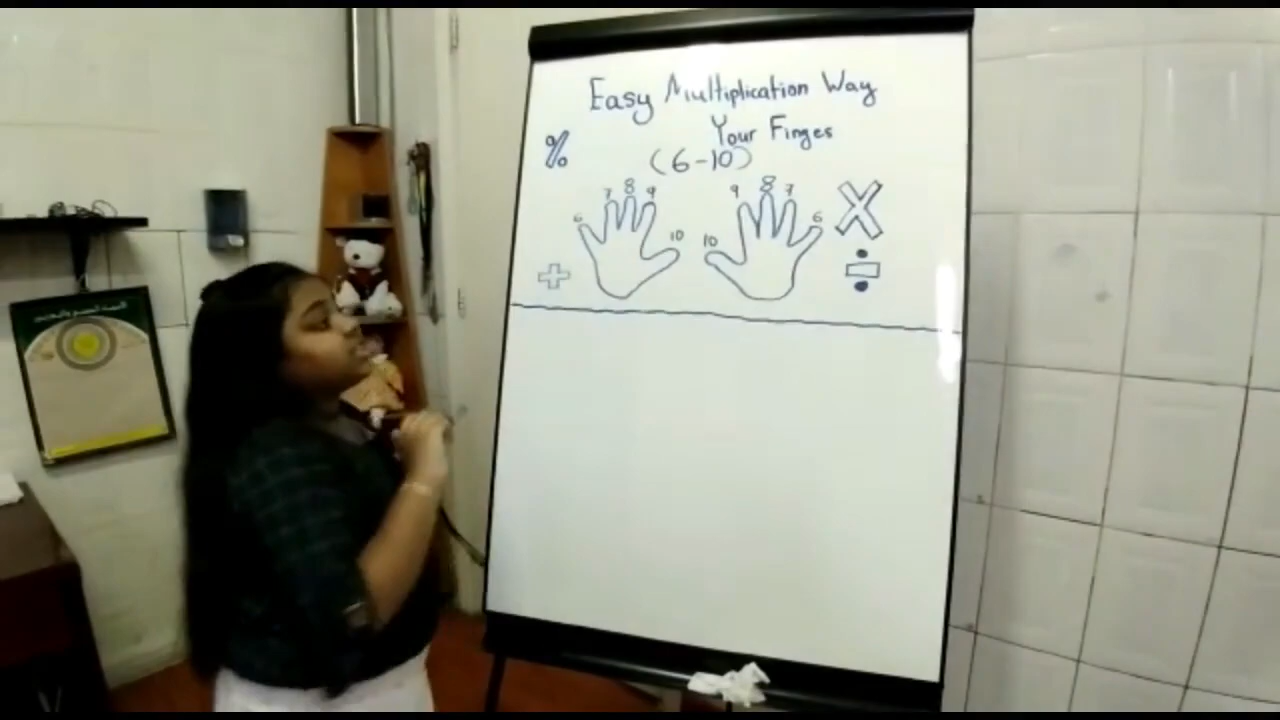 Easy Multiplication Way
Your Finges
%
(6-10)
6 7 8 9 10
10 9 8 7 6
X
+
÷